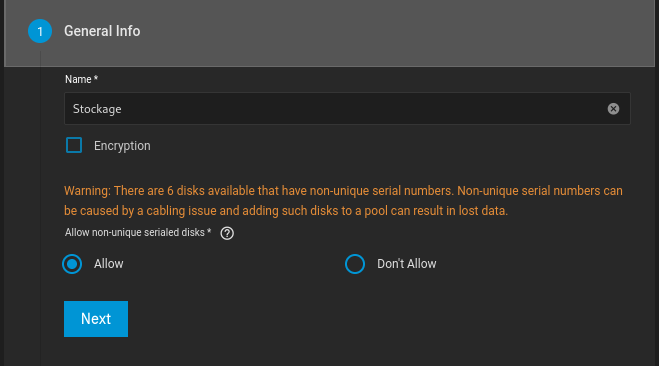 1 General Info
Name *
Stockage
Encryption
Warning: There are 6 disks available that have non-unique serial numbers. Non-unique serial numbers can
be caused by a cabling issue and adding such disks to a pool can result in lost data.
Allow non-unique serialed disks * ?
Allow Don't Allow
Next